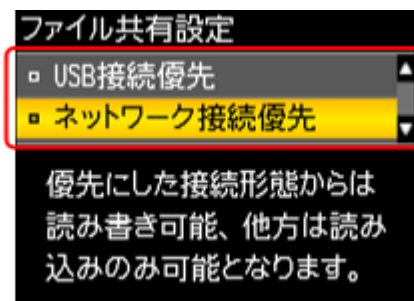 ファイル共有設定
USB接続優先
ネットワーク接続優先
優先にした接続形態からは
読み書き可能、他方は読み
込みのみ可能となります。